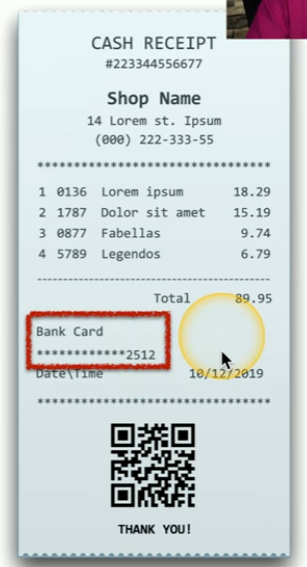 CASH RECEIPT
#223344556677
Shop Name
14 Lorem st. Ipsum
(000) 222-333-55
********************************
1 0136 Lorem ipsum 18.29
2 1787 Dolor sit amet 15.19
3 0877 Fabellas 9.74
4 5789 Legendos 6.79
--------------------------------
Total 89.95
Bank Card
************2512
Date\Time 10/12/2019
********************************
THANK YOU!